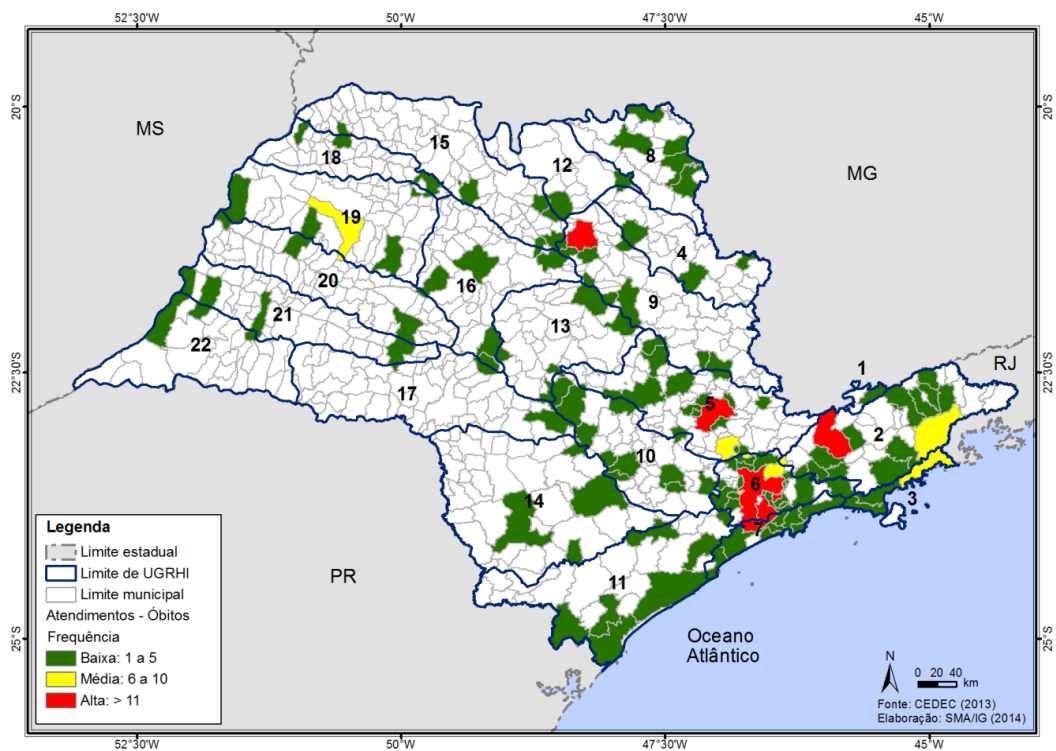 52°30'W
50°W
47°30'W
45°W
20°S
20°S
MS
15
18
12
8
MG
19
4
20
16
9
21
13
22
RJ
22°30'S
22°30'S
17
1
5
2
10
6
3
14
7
11
PR
Oceano
Atlântico
25°S
25°S
Legenda
Limite estadual
Limite de UGRHI
Limite municipal
Atendimentos - Óbitos
Frequência
Baixa: 1 a 5
Média: 6 a 10
Alta: > 11
N
0 20 40
km
Fonte: CEDEC (2013)
Elaboração: SMA/IG (2014)
52°30'W
50°W
47°30'W
45°W